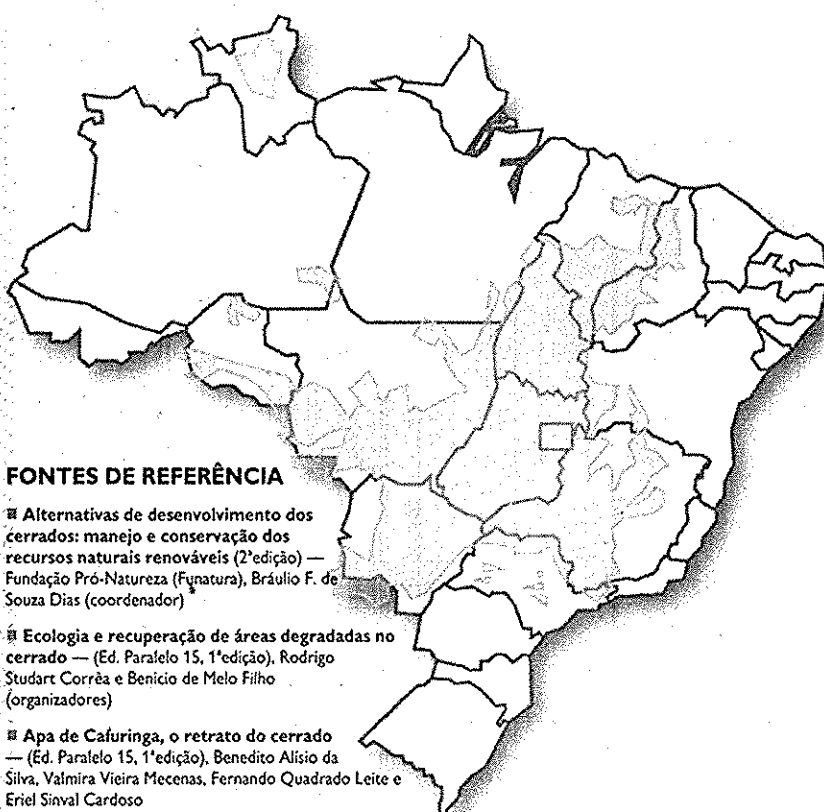 FONTES DE REFERÊNCIA
Alternativas de desenvolvimento dos
cerrados: manejo e conservação dos
recursos naturais renováveis (2ªedição) —
Fundação Pró-Natureza (Funatura), Bráulio F. de
Souza Dias (coordenador)
Ecologia e recuperação de áreas degradadas no
cerrado — (Ed. Paralelo 15, 1ªedição), Rodrigo
Studart Corrêa e Benício de Melo Filho
(organizadores)
Apa de Cafuringa, o retrato do cerrado
— (Ed. Paralelo 15, 1ªedição), Benedito Alísio da
Silva, Valmira Vieira Mecenas, Fernando Quadrado Leite e
Eriel Sinval Cardoso